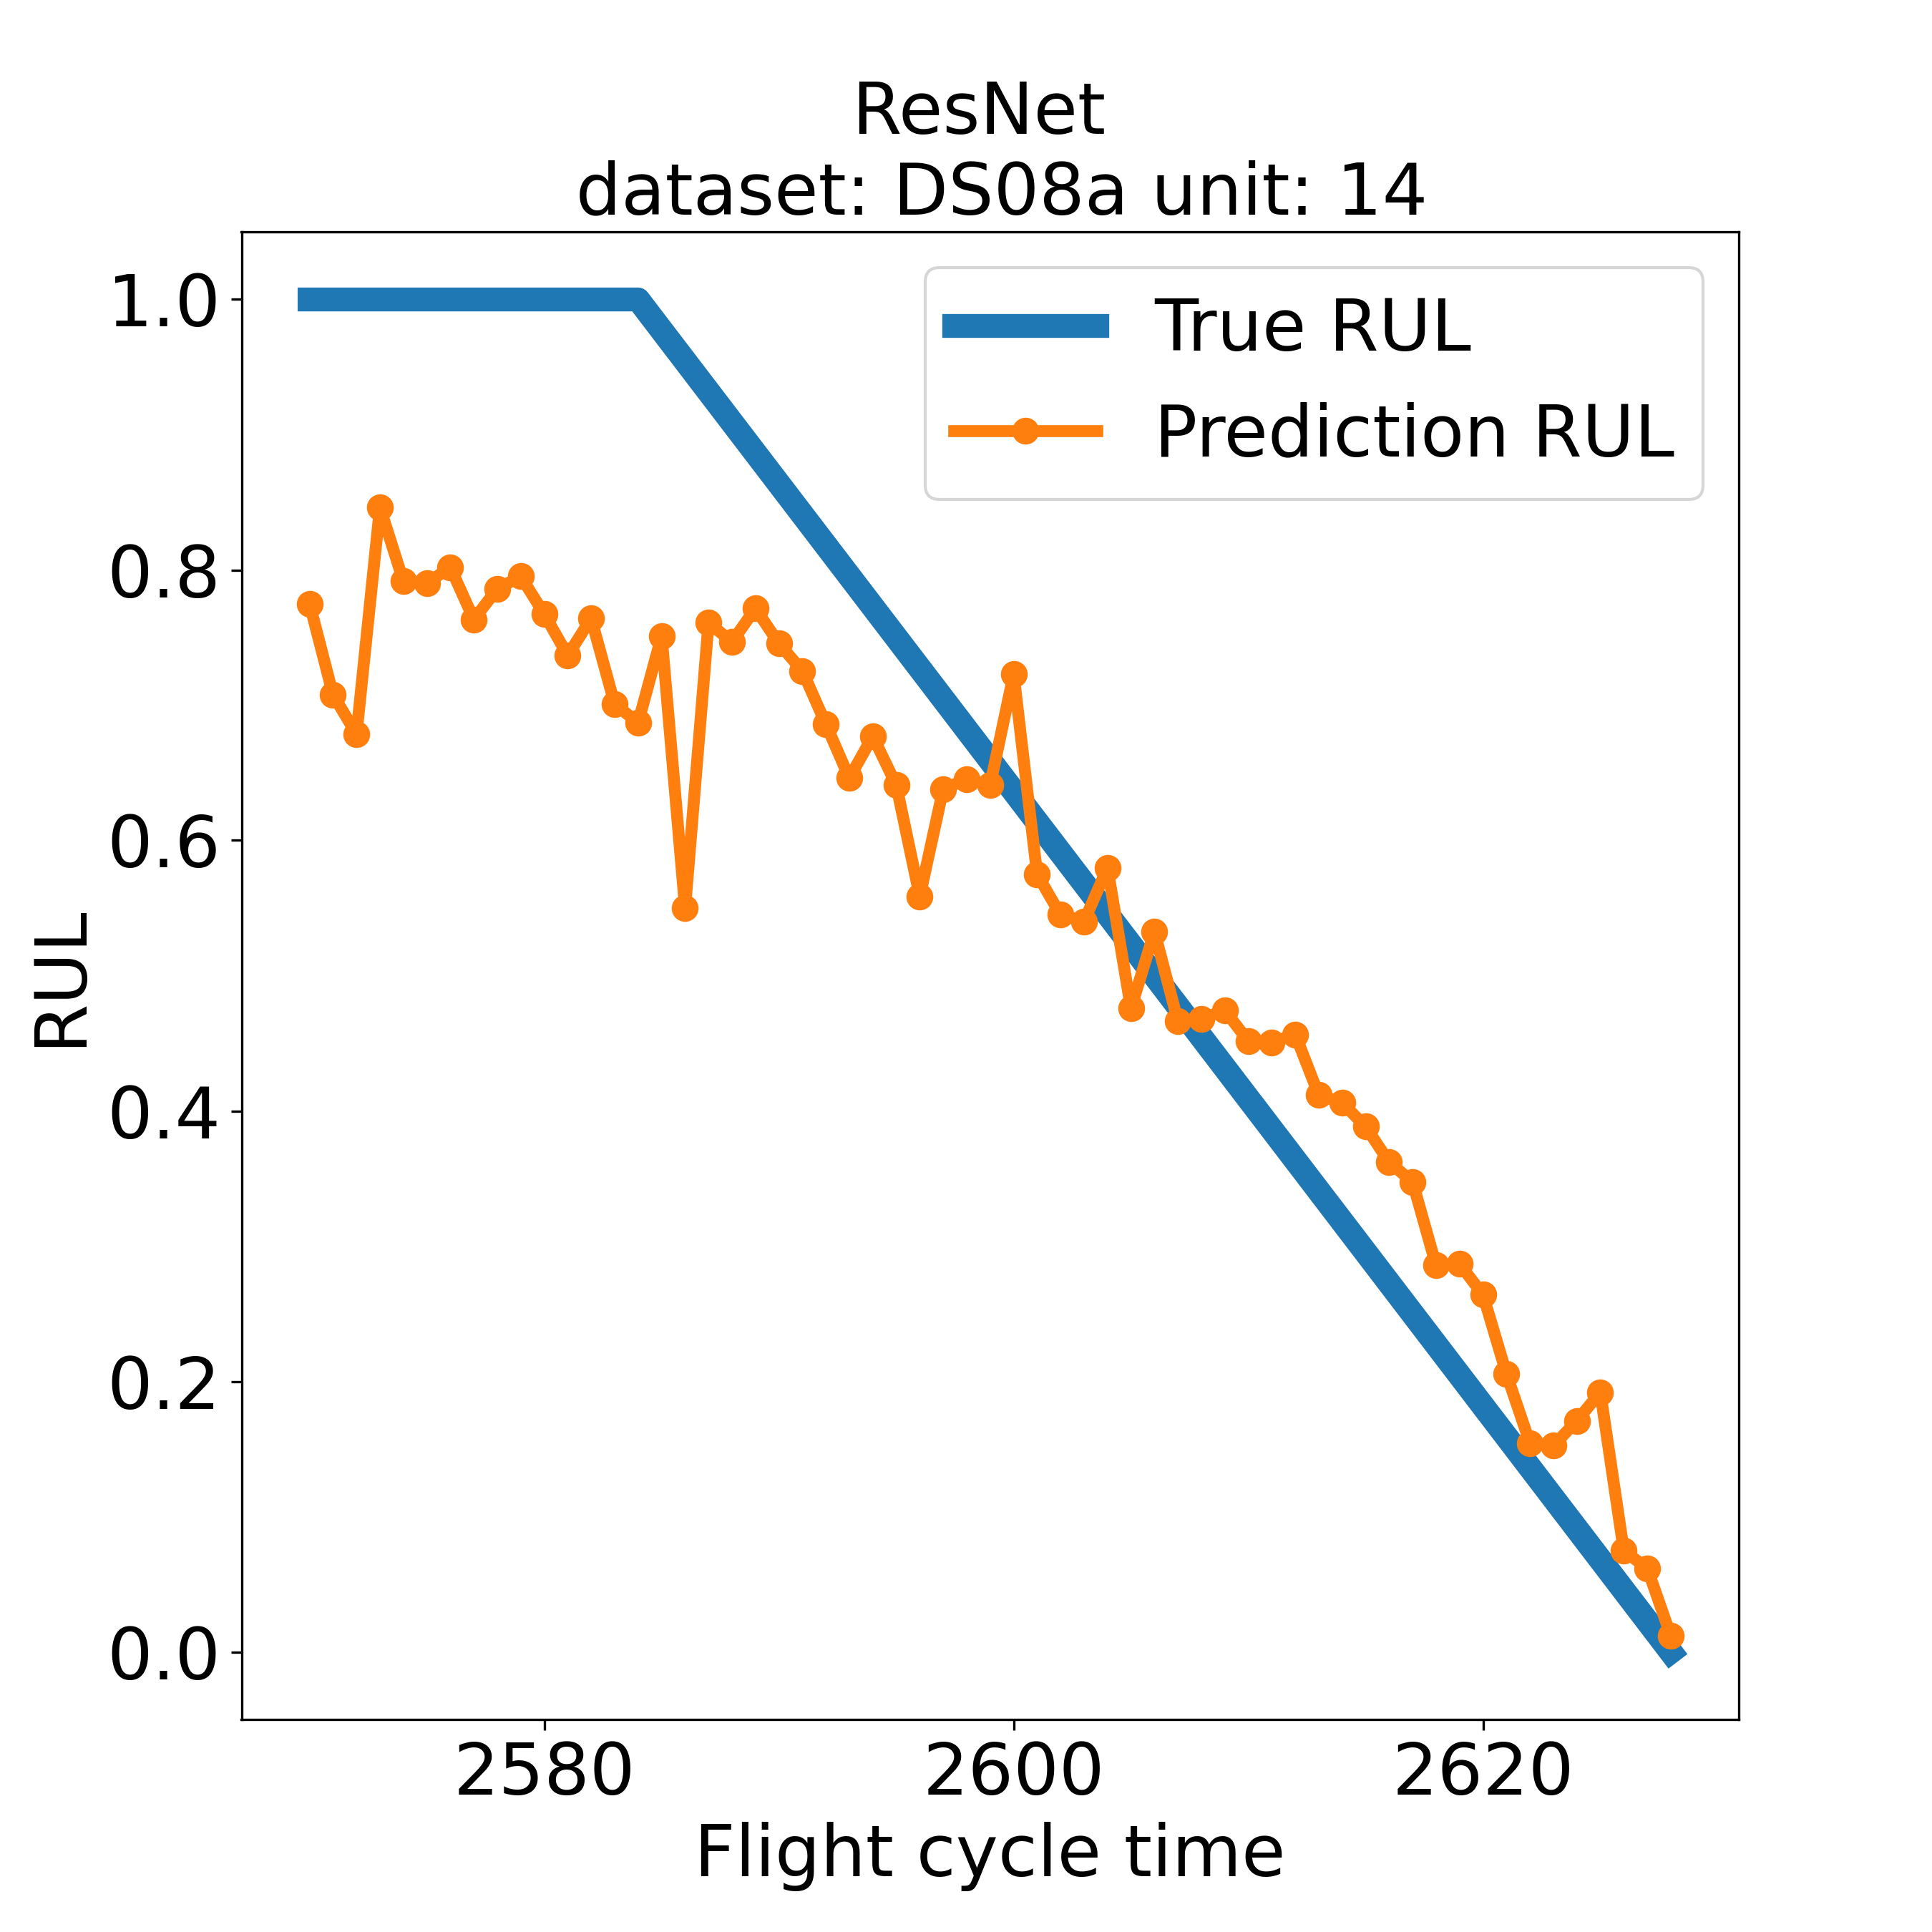 ResNet
dataset: DS08a unit: 14
True RUL
Prediction RUL
1.0
0.8
0.6
0.4
0.2
0.0
RUL
2580 2600 2620
Flight cycle time